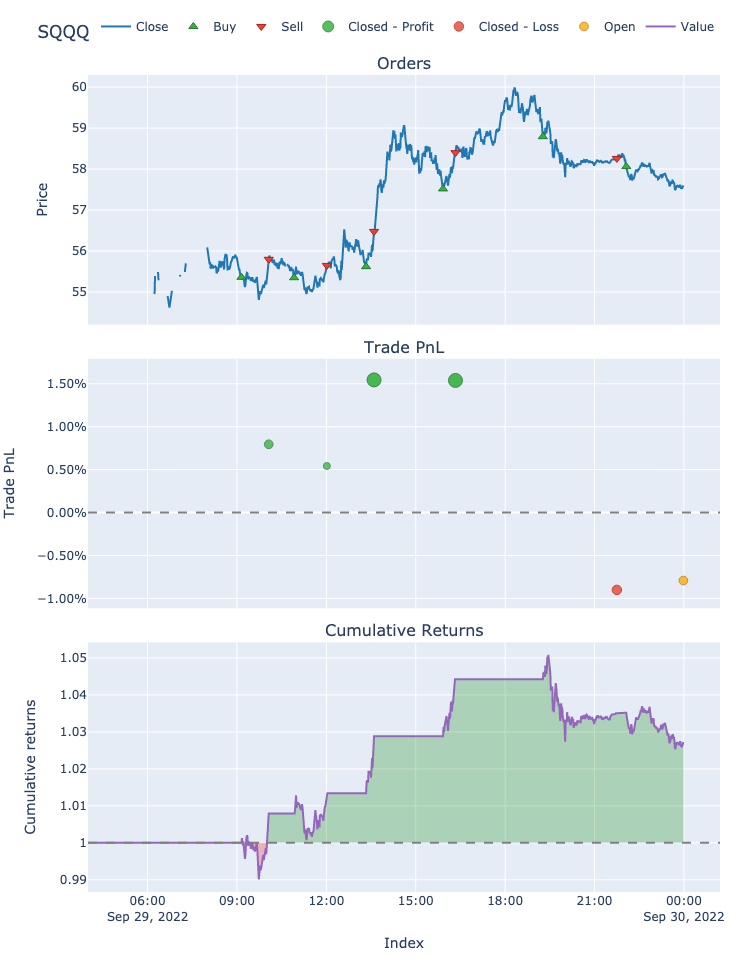 SQQQ
Close Buy Sell Closed - Profit Closed - Loss Open Value
Orders
60
59
58
57
56
55
Price
Trade PnL
1.50%
1.00%
0.50%
0.00%
−0.50%
−1.00%
Trade PnL
Cumulative Returns
1.05
1.04
1.03
1.02
1.01
1
0.99
Cumulative returns
06:00 09:00 12:00 15:00 18:00 21:00 00:00
Sep 29, 2022 Sep 30, 2022
Index